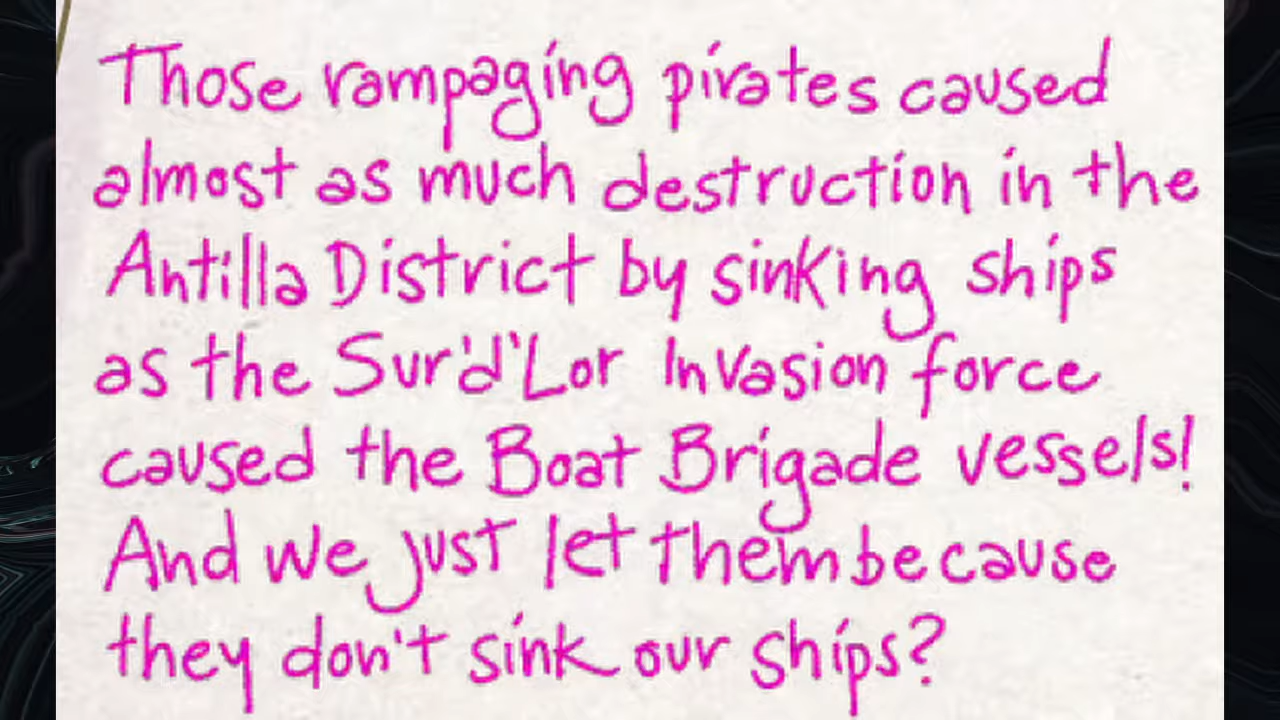 Those rampaging pirates caused
almost as much destruction in the
Antilla District by sinking ships
as the Sur'd'Lor Invasion force
caused the Boat Brigade vessels!
And we just let them because
they don't sink our ships?